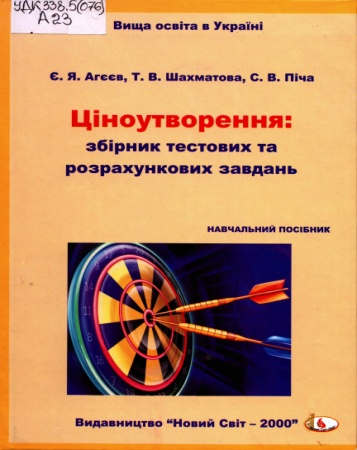 УДК 338.5(076)
А23
Вища освіта в Україні
Є. Я. Агєєв, Т. В. Шахматова, С. В. Піча
Ціноутворення:
збірник тестових та
розрахункових завдань
НАВЧАЛЬНИЙ ПОСІБНИК
Видавництво “Новий Світ – 2000”